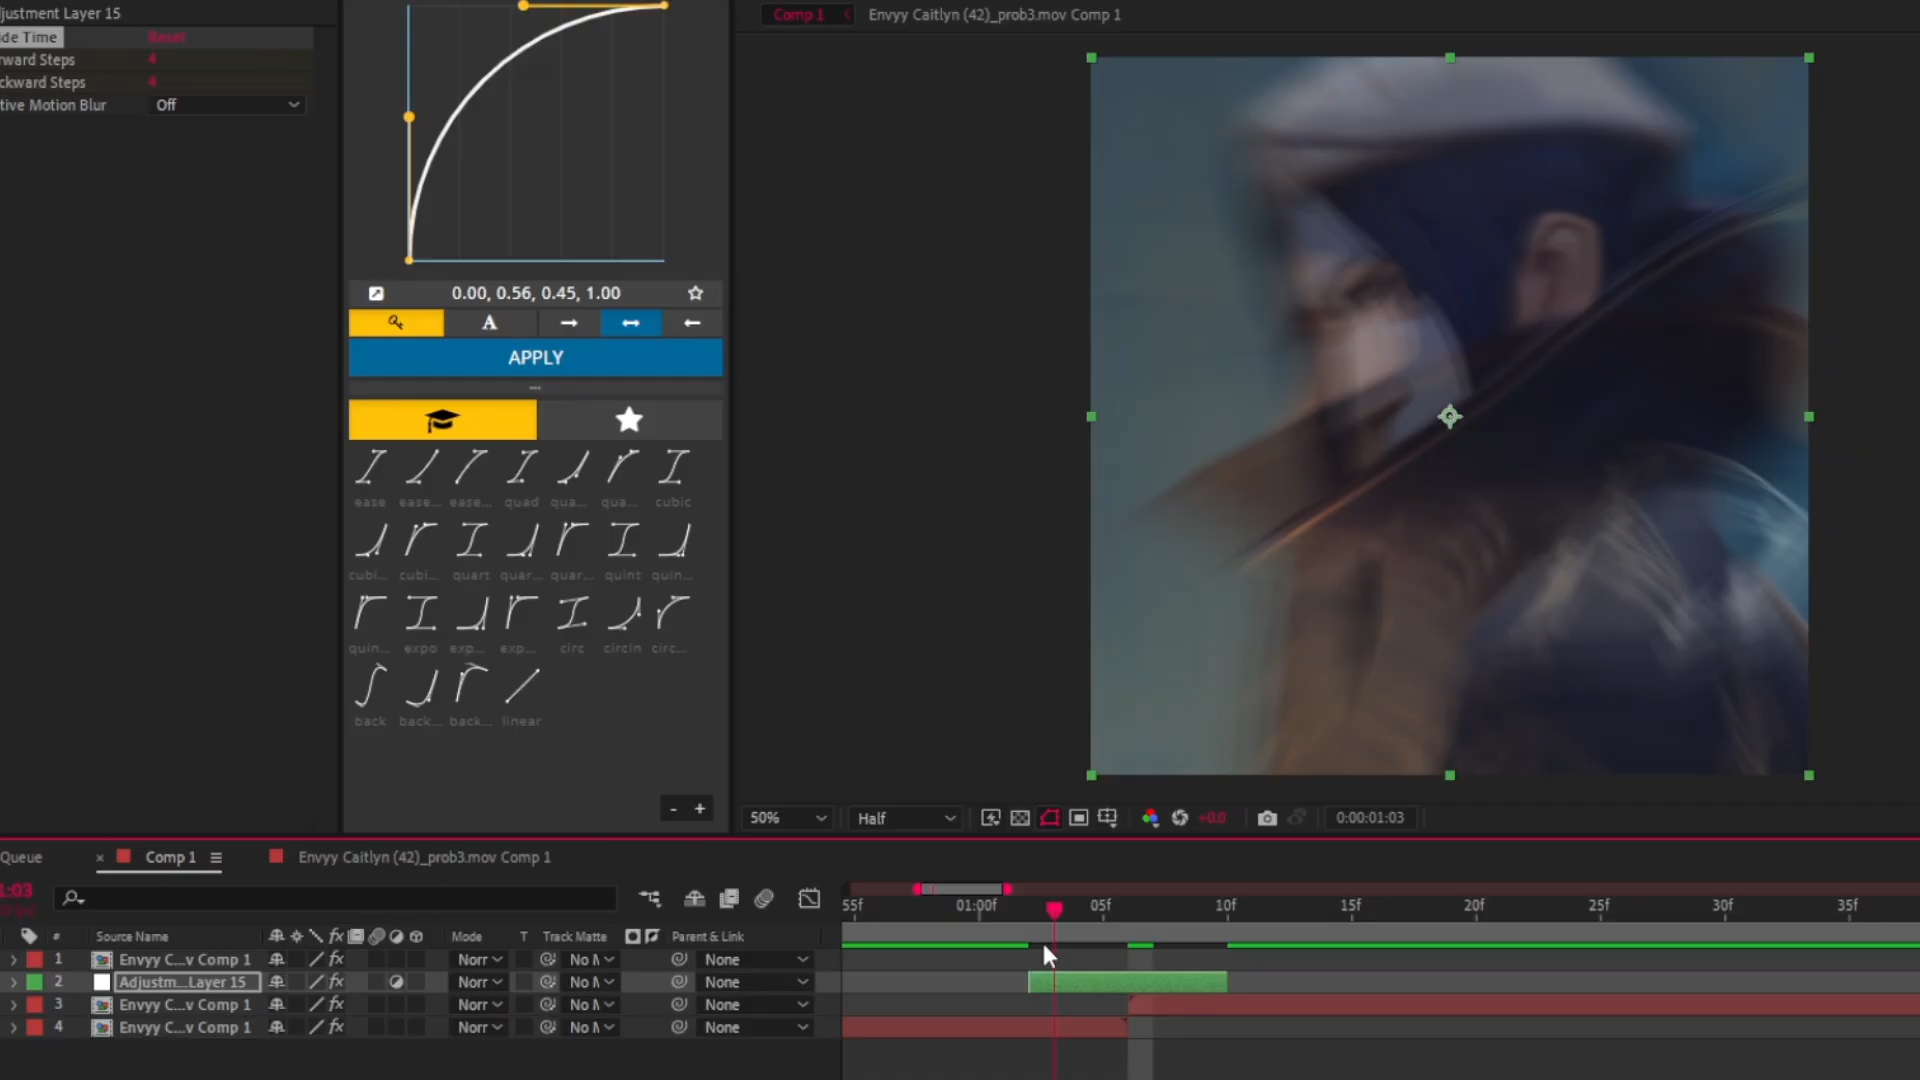 justment Layer 15
de Time Reset
rward Steps 4
ckward Steps 4
tive Motion Blur Off
0.00, 0.56, 0.45, 1.00
A
APPLY
ease ease... ease... quad qua... qua... cubic
cubi... cubi... quart quar... quar... quint quin...
quin... expo exp... exp... circ circIn circ...
back back... back... linear
- +
Comp 1 Envyy Caitlyn (42)_prob3.mov Comp 1
50% Half +0.0 0:00:01:03
Queue × Comp 1 Envyy Caitlyn (42)_prob3.mov Comp 1
1:03
55f 01:00f 05f 10f 15f 20f 25f 30f 35f
# Source Name fx Mode T Track Matte Parent & Link
1 Envyy C...v Comp 1 fx Norr No M None
2 Adjustm...Layer 15 fx Norr No M None
3 Envyy C...v Comp 1 fx Norr No M None
4 Envyy C...v Comp 1 fx Norr No M None